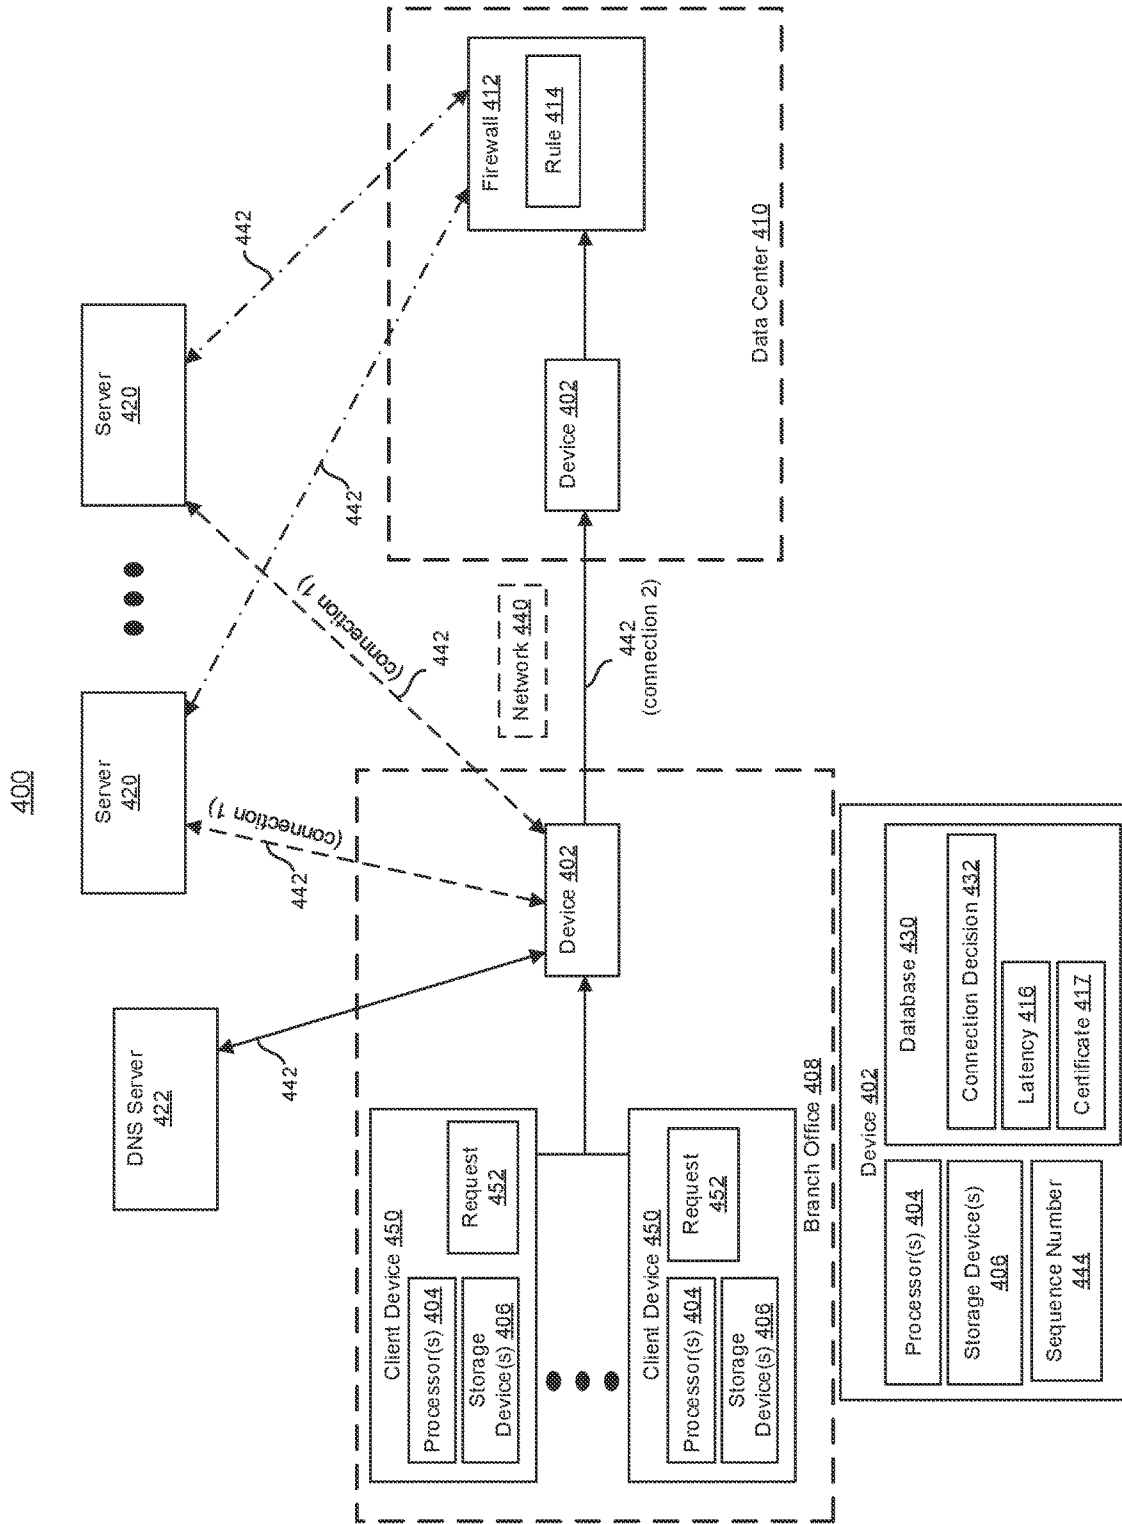 400
DNS Server
422
Server
420
Server
420
442
442
(connection 1)
(connection 1)
442
442
442
Client Device 450
Processor(s) 404
Storage
Device(s) 406
Request
452
Client Device 450
Processor(s) 404
Storage
Device(s) 406
Request
452
Device 402
Branch Office 408
Network 440
442
(connection 2)
Device 402
Firewall 412
Rule 414
Data Center 410
Device 402
Processor(s) 404
Storage Device(s)
406
Sequence Number
444
Database 430
Connection Decision 432
Latency 416
Certificate 417